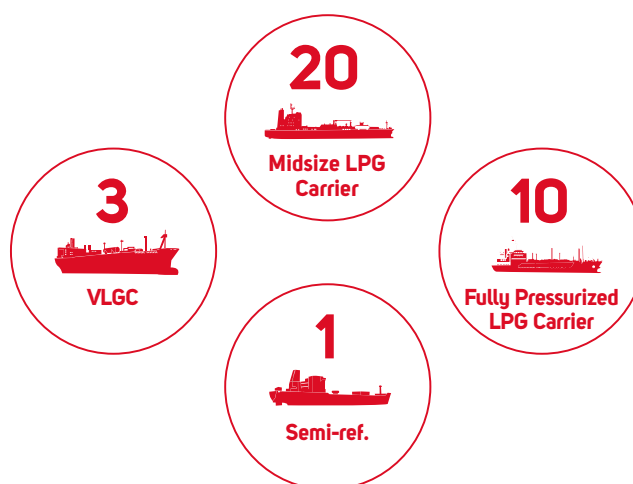 20
Midsize LPG
Carrier
3
VLGC
10
Fully Pressurized
LPG Carrier
1
Semi-ref.